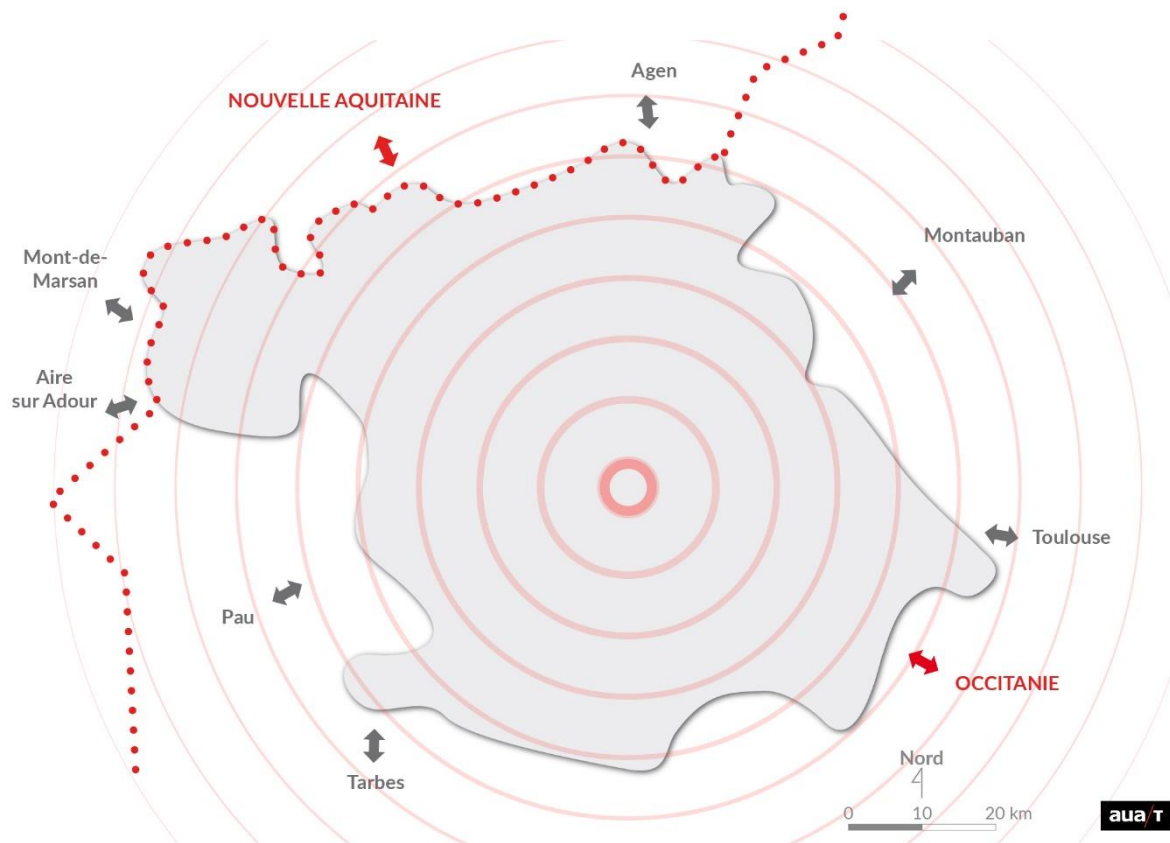 Agen
NOUVELLE AQUITAINE
Montauban
Mont-de-
Marsan
Aire
sur Adour
Toulouse
Pau
OCCITANIE
Tarbes
Nord
0 10 20 km
aua/T